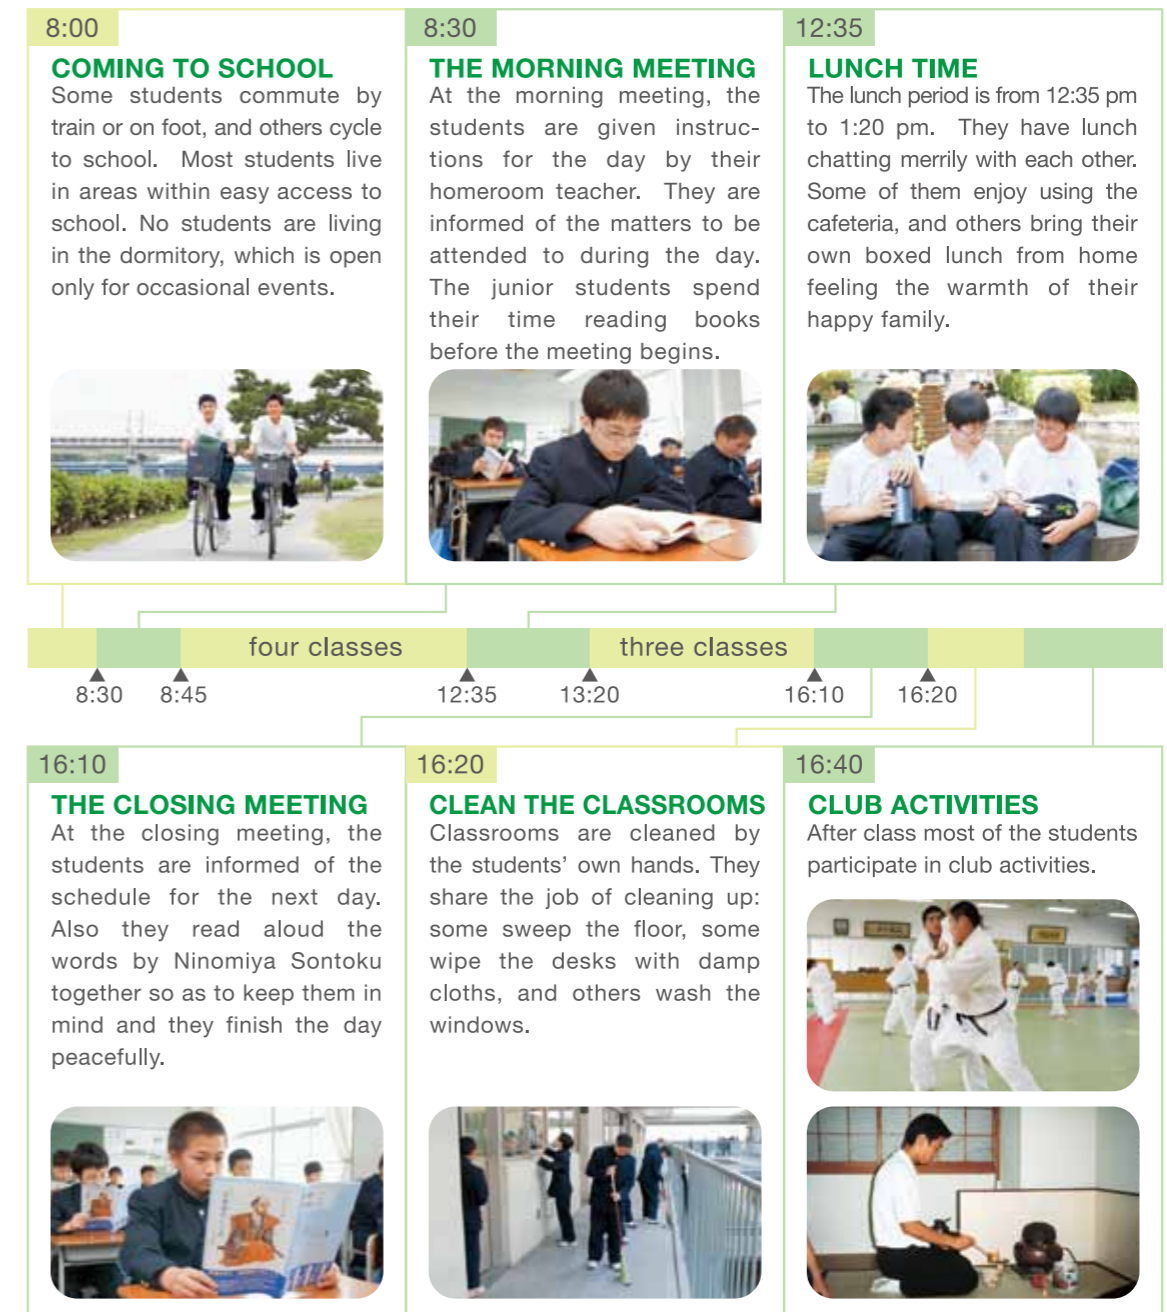 8:00
COMING TO SCHOOL
Some students commute by
train or on foot, and others cycle
to school. Most students live
in areas within easy access to
school. No students are living
in the dormitory, which is open
only for occasional events.
8:30
THE MORNING MEETING
At the morning meeting, the
students are given instruc-
tions for the day by their
homeroom teacher. They are
informed of the matters to be
attended to during the day.
The junior students spend
their time reading books
before the meeting begins.
12:35
LUNCH TIME
The lunch period is from 12:35 pm
to 1:20 pm. They have lunch
chatting merrily with each other.
Some of them enjoy using the
cafeteria, and others bring their
own boxed lunch from home
feeling the warmth of their
happy family.
four classes
three classes
8:30
8:45
12:35
13:20
16:10
16:20
16:10
THE CLOSING MEETING
At the closing meeting, the
students are informed of the
schedule for the next day.
Also they read aloud the
words by Ninomiya Sontoku
together so as to keep them in
mind and they finish the day
peacefully.
16:20
CLEAN THE CLASSROOMS
Classrooms are cleaned by
the students’ own hands. They
share the job of cleaning up:
some sweep the floor, some
wipe the desks with damp
cloths, and others wash the
windows.
16:40
CLUB ACTIVITIES
After class most of the students
participate in club activities.